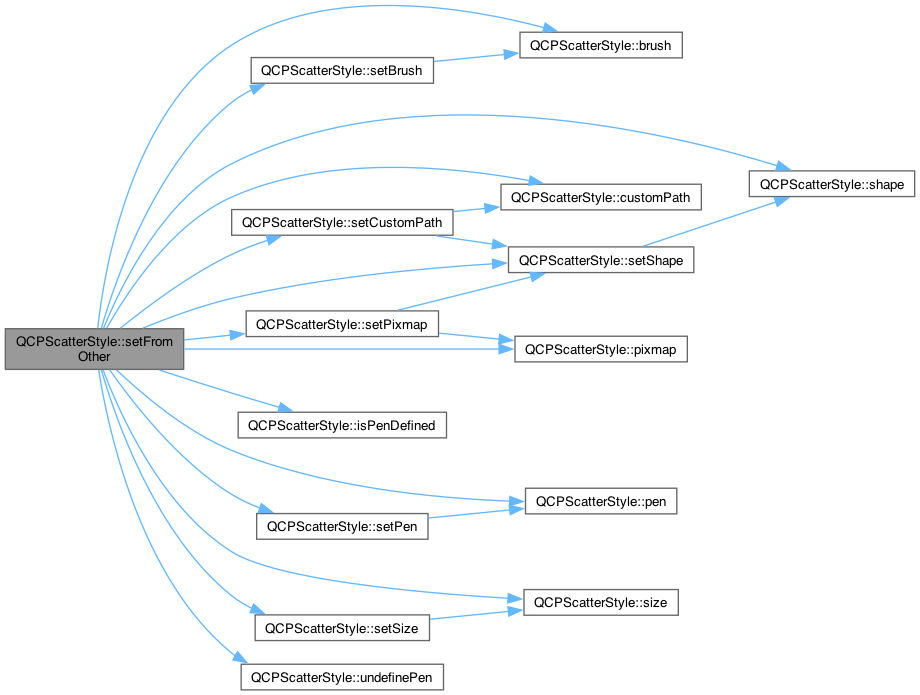 QCPScatterStyle::brush
QCPScatterStyle::setBrush
QCPScatterStyle::shape
QCPScatterStyle::customPath
QCPScatterStyle::setCustomPath
QCPScatterStyle::setShape
QCPScatterStyle::setPixmap
QCPScatterStyle::setFrom
Other
QCPScatterStyle::pixmap
QCPScatterStyle::isPenDefined
QCPScatterStyle::pen
QCPScatterStyle::setPen
QCPScatterStyle::size
QCPScatterStyle::setSize
QCPScatterStyle::undefinePen